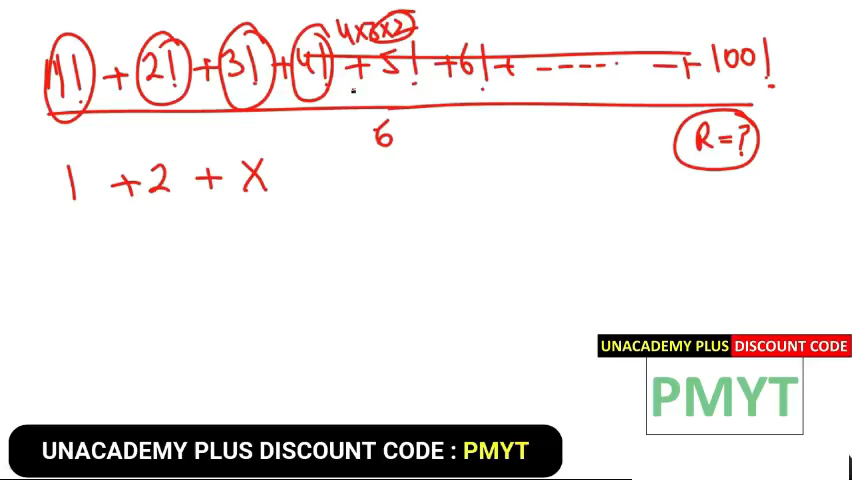 4×3×2
1! + 2! + 3! + 4! + 5! + 6! + ------ -+ 100!
6
R = ?
1 + 2 + X
UNACADEMY PLUS DISCOUNT CODE
PMYT
UNACADEMY PLUS DISCOUNT CODE : PMYT